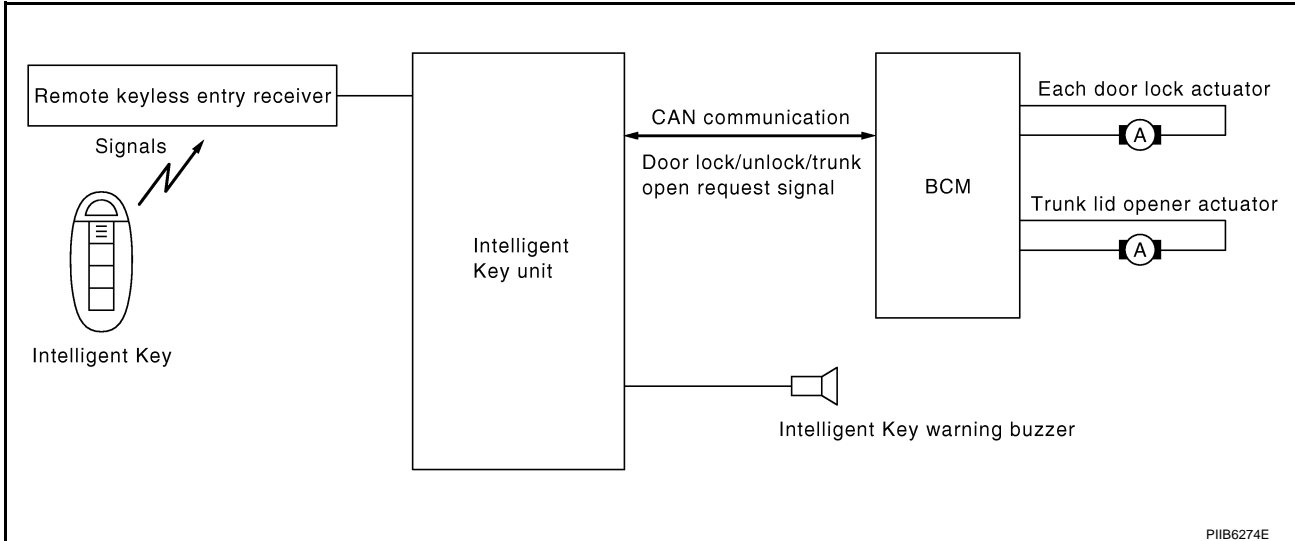 Remote keyless entry receiver
Signals
Intelligent Key
Intelligent
Key unit
CAN communication
Door lock/unlock/trunk
open request signal
BCM
Each door lock actuator
A
Trunk lid opener actuator
A
Intelligent Key warning buzzer
PIIB6274E